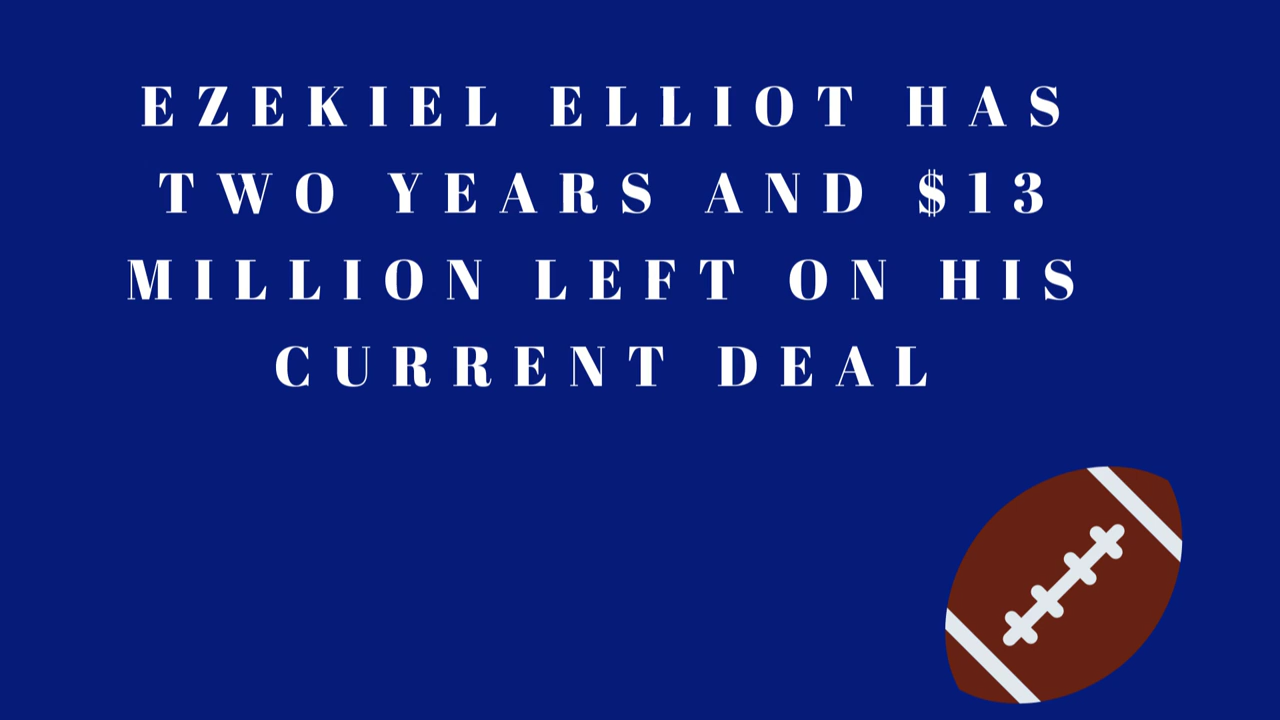 EZEKIEL ELLIOT HAS
TWO YEARS AND $13
MILLION LEFT ON HIS
CURRENT DEAL